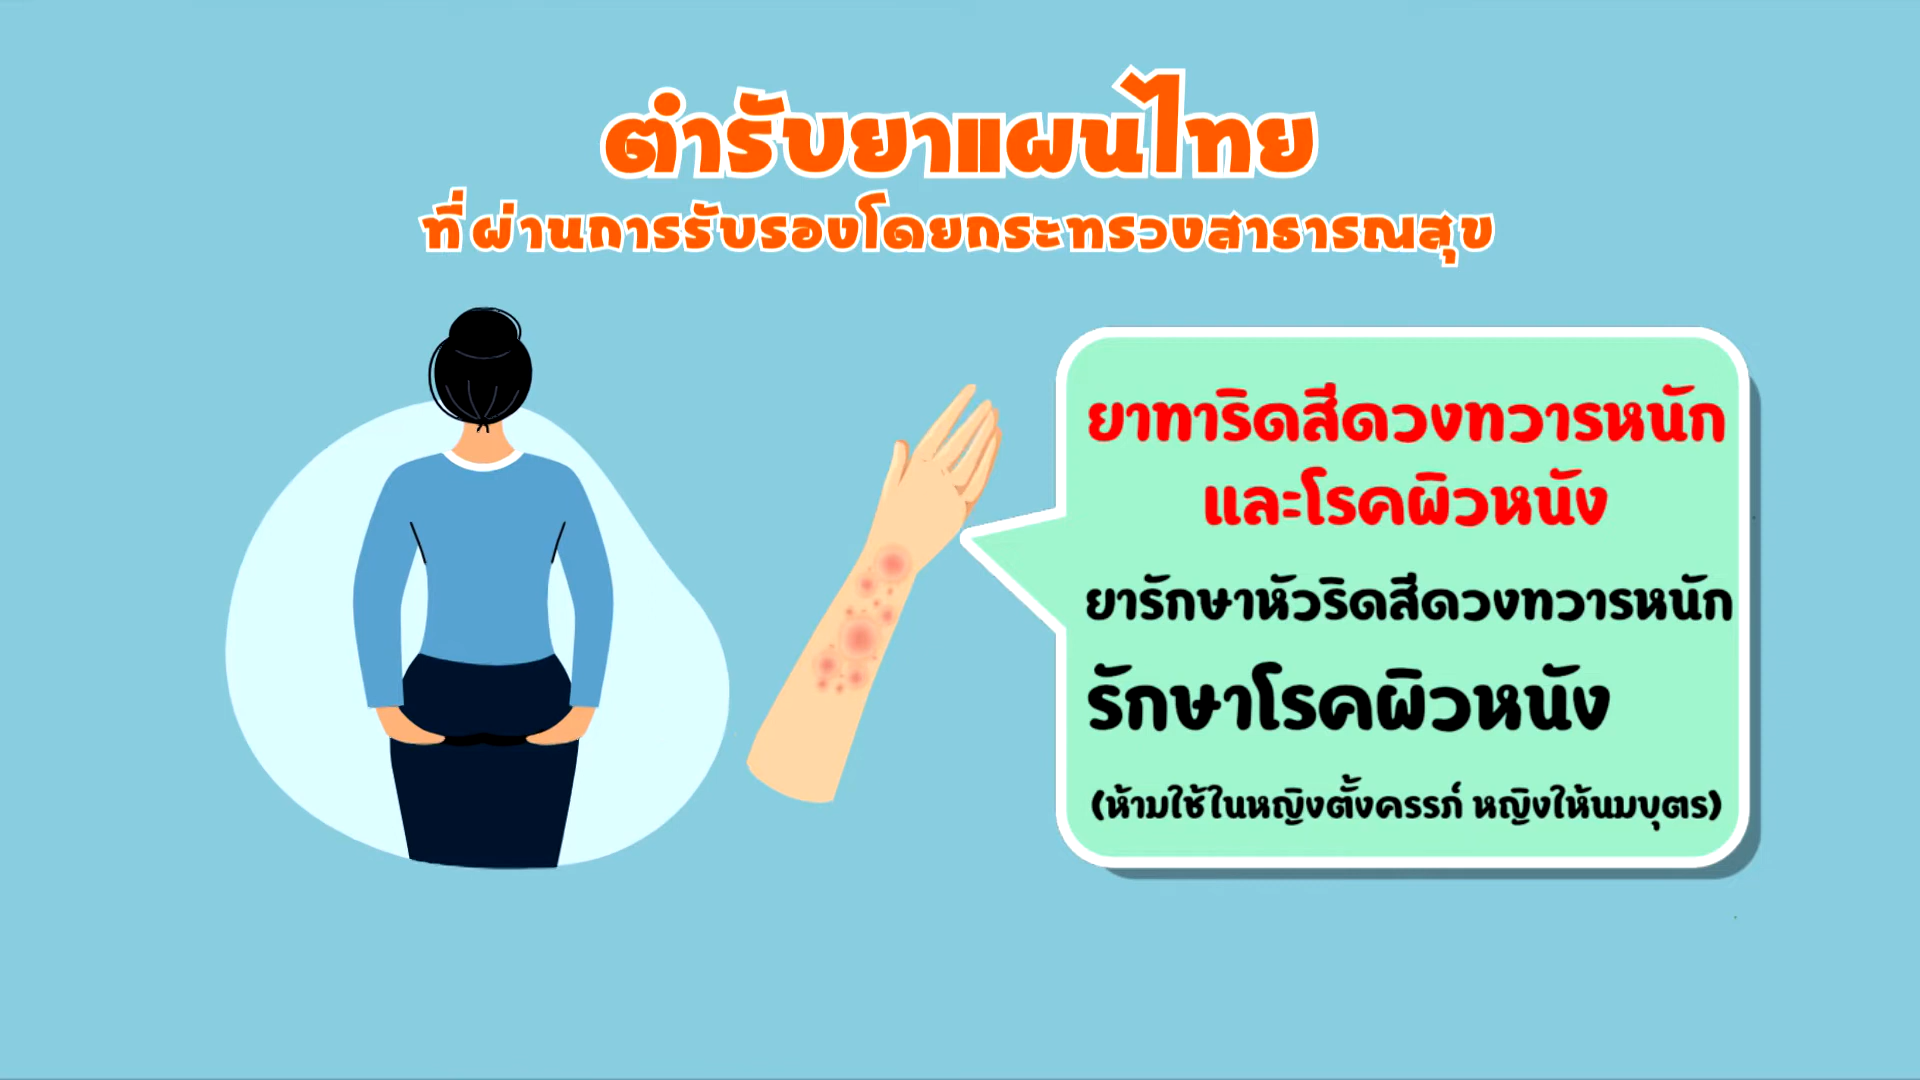 ตำรับยาแผนไทย
ที่ผ่านการรับรองโดยกระทรวงสาธารณสุข
ยาทาริดสีดวงทวารหนัก
และโรคผิวหนัง
ยารักษาหัวริดสีดวงทวารหนัก
รักษาโรคผิวหนัง
(ห้ามใช้ในหญิงตั้งครรภ์ หญิงให้นมบุตร)